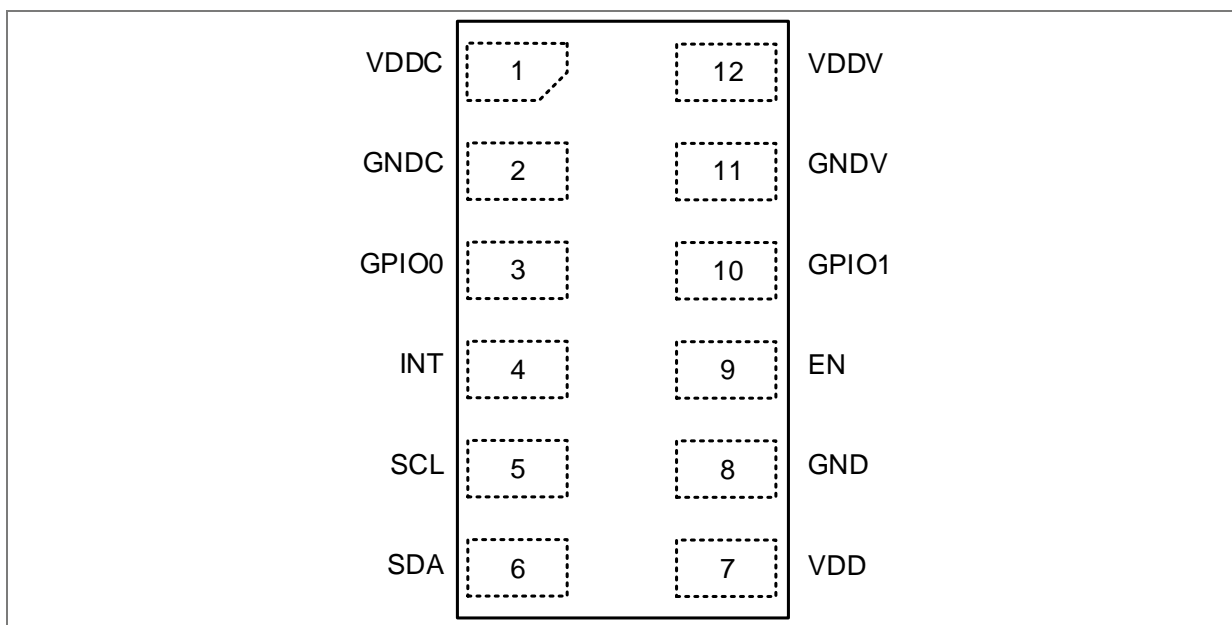 VDDC 1 12 VDDV
GNDC 2 11 GNDV
GPIO0 3 10 GPIO1
INT 4 9 EN
SCL 5 8 GND
SDA 6 7 VDD